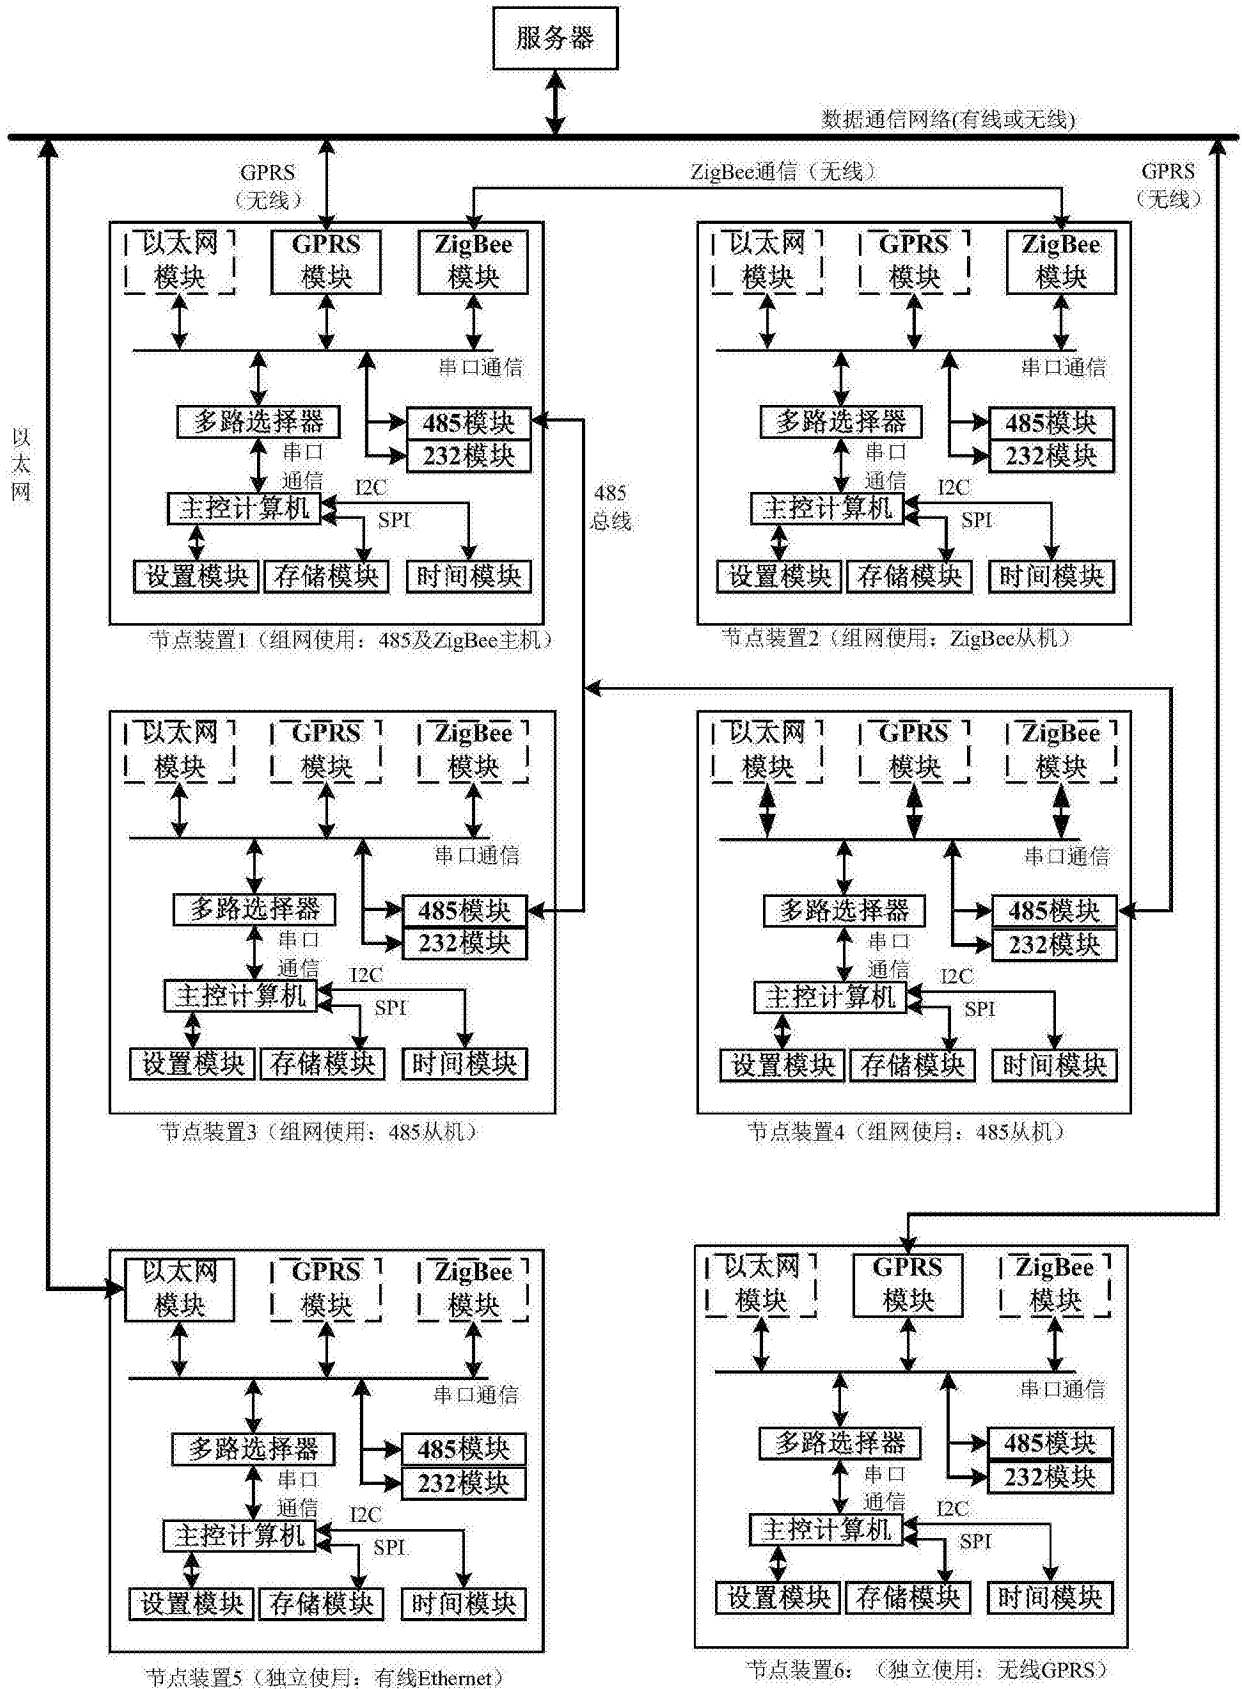 服务器
数据通信网络(有线或无线)
GPRS
（无线）
ZigBee通信（无线）
GPRS
（无线）
以太网
以太网
模块
GPRS
模块
ZigBee
模块
串口通信
多路选择器
485模块
232模块
串口
通信
主控计算机
I2C
SPI
设置模块
存储模块
时间模块
节点装置1（组网使用：485及ZigBee主机）
以太网
模块
GPRS
模块
ZigBee
模块
串口通信
多路选择器
485模块
232模块
串口
通信
主控计算机
I2C
SPI
设置模块
存储模块
时间模块
节点装置2（组网使用：ZigBee从机）
485
总线
以太网
模块
GPRS
模块
ZigBee
模块
串口通信
多路选择器
485模块
232模块
串口
通信
主控计算机
I2C
SPI
设置模块
存储模块
时间模块
节点装置3（组网使用：485从机）
以太网
模块
GPRS
模块
ZigBee
模块
串口通信
多路选择器
485模块
232模块
串口
通信
主控计算机
I2C
SPI
设置模块
存储模块
时间模块
节点装置4（组网使用：485从机）
以太网
模块
GPRS
模块
ZigBee
模块
串口通信
多路选择器
485模块
232模块
串口
通信
主控计算机
I2C
SPI
设置模块
存储模块
时间模块
节点装置5（独立使用：有线Ethernet）
以太网
模块
GPRS
模块
ZigBee
模块
串口通信
多路选择器
485模块
232模块
串口
通信
主控计算机
I2C
SPI
设置模块
存储模块
时间模块
节点装置6：（独立使用：无线GPRS）